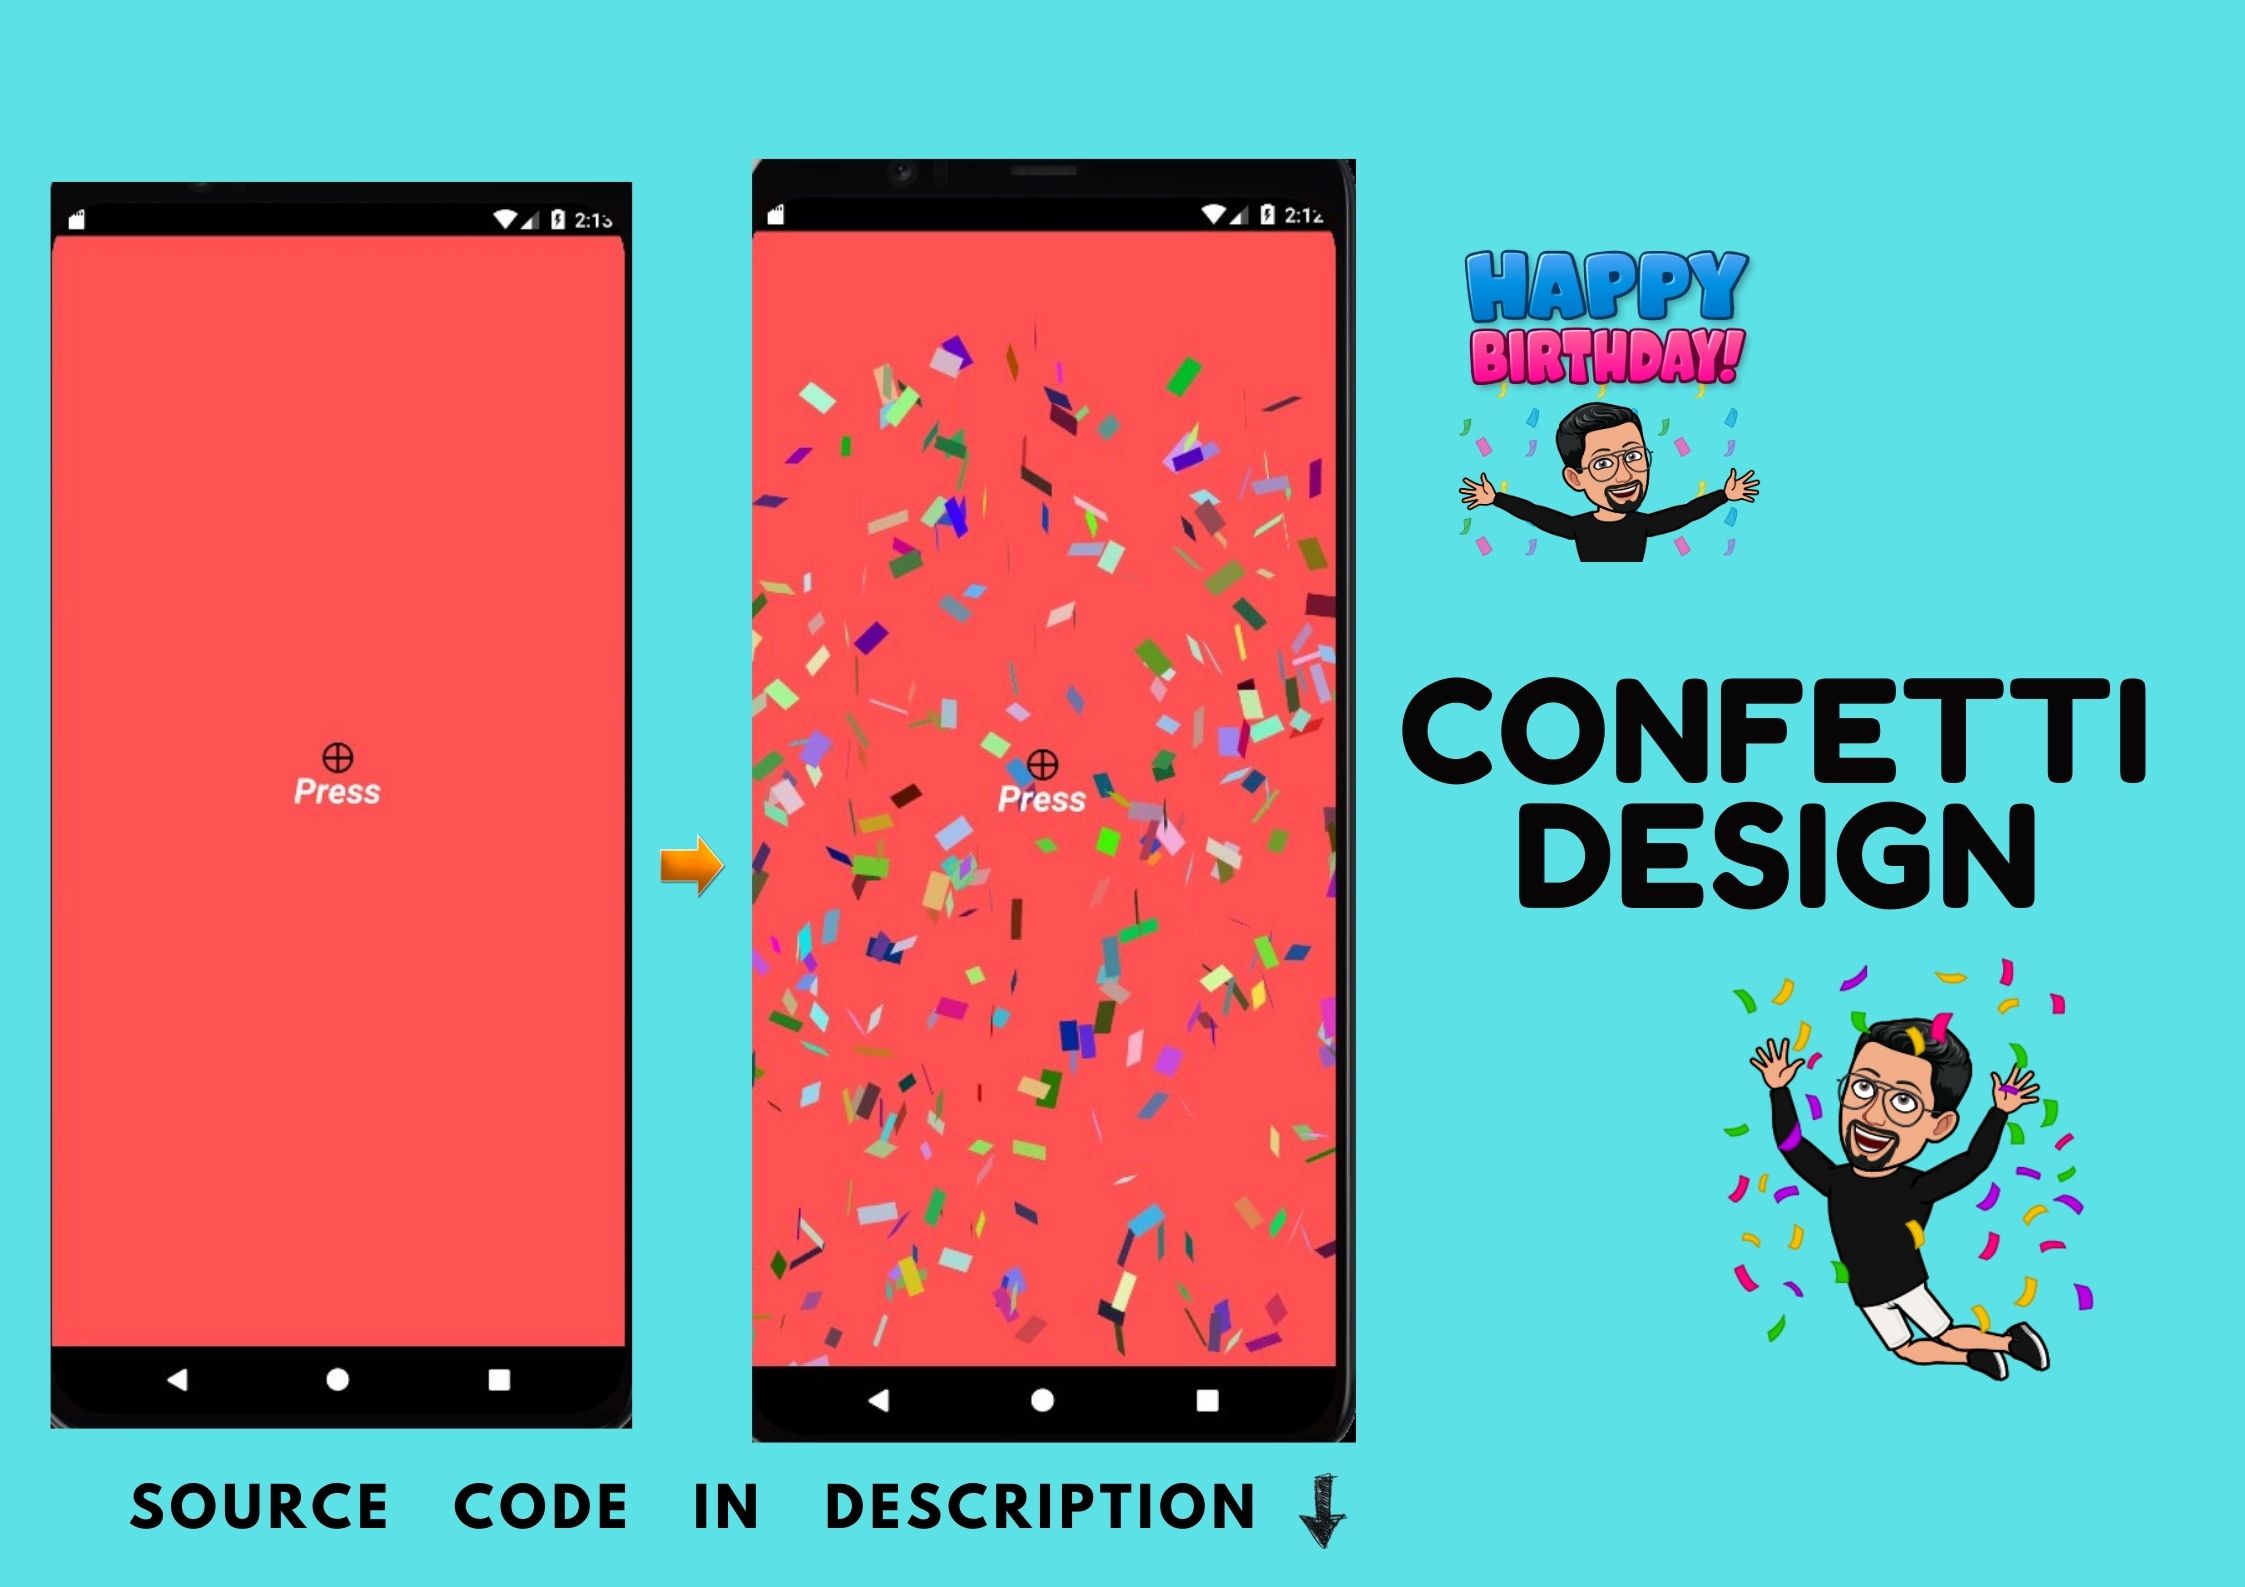 2:13
Press
2:12
Press
HAPPY
BIRTHDAY!
CONFETTI
DESIGN
SOURCE CODE IN DESCRIPTION